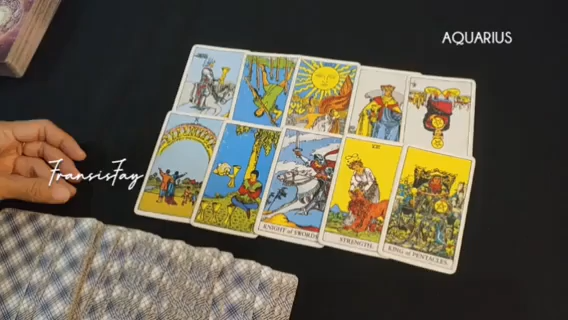 AQUARIUS
FransisFay
KNIGHT of SWORDS.
STRENGTH.
KING of PENTACLES.